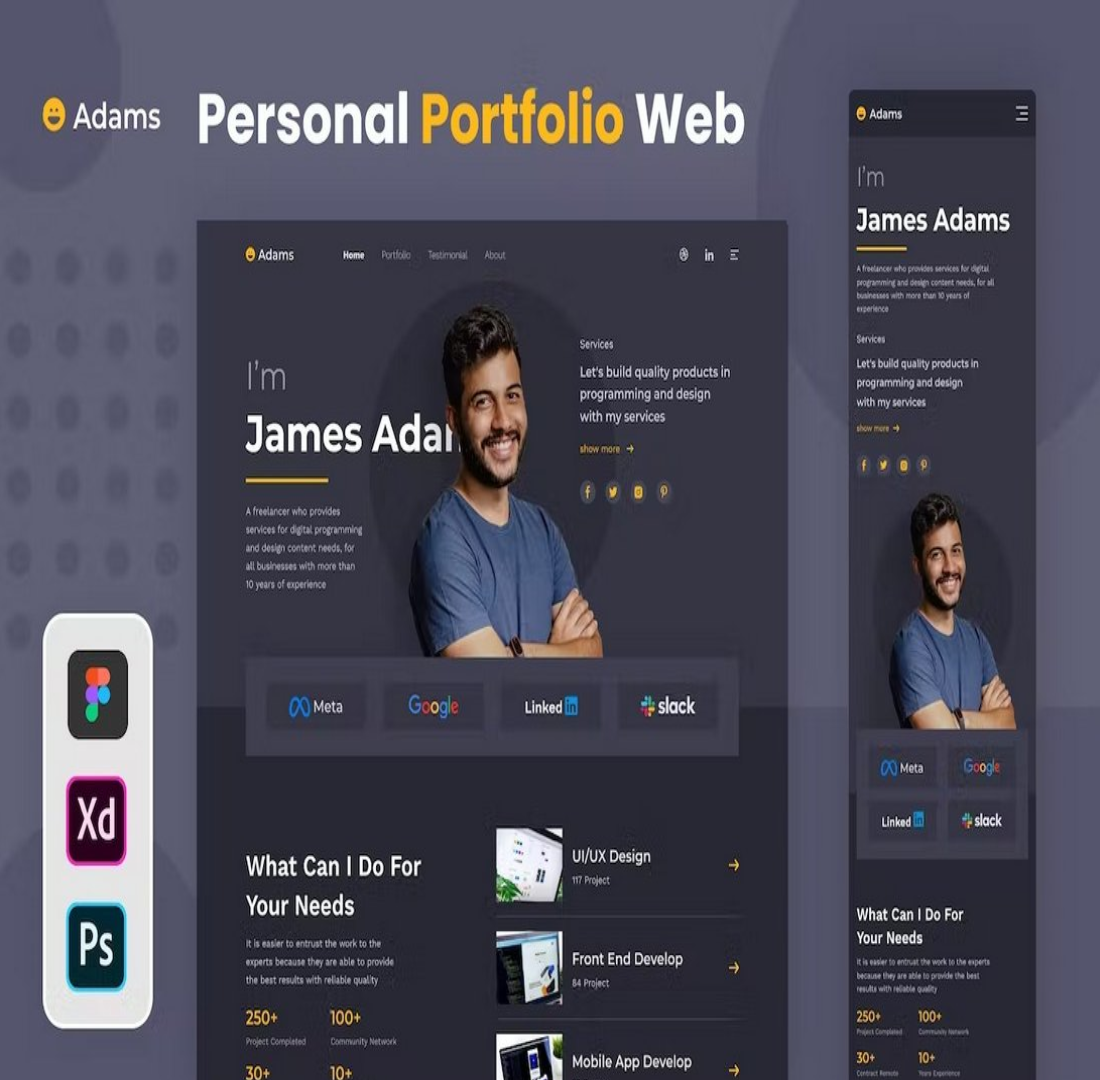 Adams
Personal Portfolio Web
Adams
Home Portfolio Testimonial About
in
I'm
James Adam
A freelancer who provides
services for digital programming
and design content needs, for
all businesses with more than
10 years of experience
Services
Let's build quality products in
programming and design
with my services
show more →
Meta
Google
Linked in
slack
What Can I Do For
Your Needs
It is easier to entrust the work to the
experts because they are able to provide
the best results with reliable quality
250+ 100+
Project Completed Community Network
30+ 10+
UI/UX Design
117 Project
Front End Develop
Mobile App Develop
Xd
Ps
Adams
I'm
James Adams
A freelancer who provides services for digital
programming and design content needs, for all
businesses with more than 10 years of
experience
Services
Let's build quality products in
programming and design
with my services
show more →
Meta Google
Linked in slack
What Can I Do For
Your Needs
It is easier to entrust the work to the experts
because they are able to provide the best
results with reliable quality
250+ 100+
Project Completed Community Network
30+ 10+
Contract Remote Years Experience